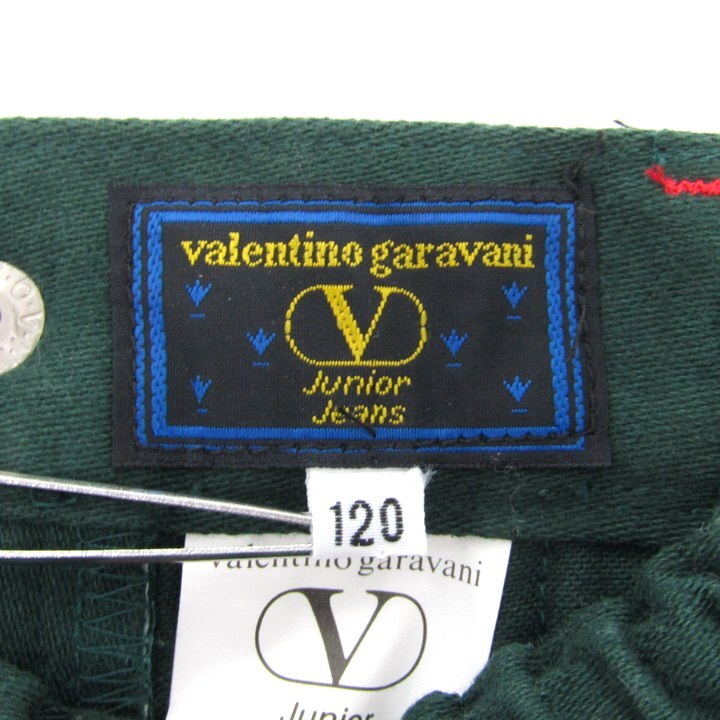 valentino garavani
V
Junior
Jeans
120
valentino garavani
V
Junior